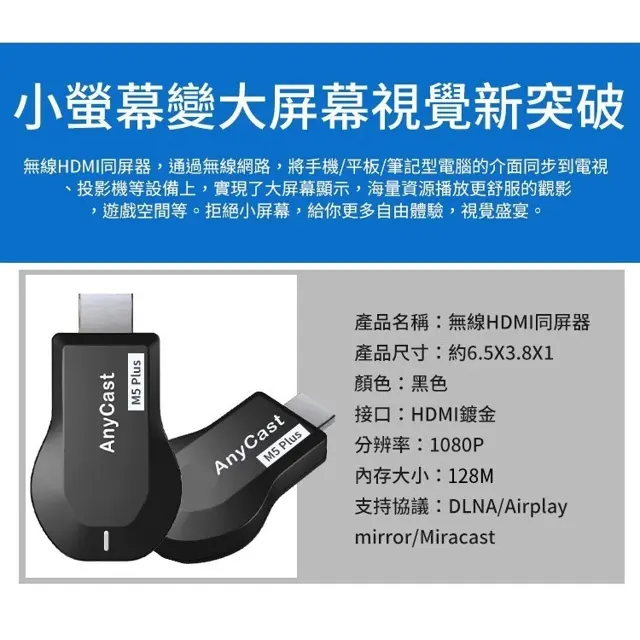 小螢幕變大屏幕視覺新突破
無線HDMI同屏器，通過無線網路，將手機/平板/筆記型電腦的介面同步到電視
、投影機等設備上，實現了大屏幕顯示，海量資源播放更舒服的觀影
，遊戲空間等。拒絕小屏幕，給你更多自由體驗，視覺盛宴。
AnyCast
M5 Plus
AnyCast
M5 Plus
產品名稱：無線HDMI同屏器
產品尺寸：約6.5X3.8X1
顏色：黑色
接口：HDMI鍍金
分辨率：1080P
內存大小：128M
支持協議：DLNA/Airplay
mirror/Miracast